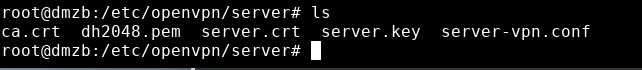 root@dmzb:/etc/openvpn/server# ls
ca.crt  dh2048.pem  server.crt  server.key  server-vpn.conf
root@dmzb:/etc/openvpn/server#